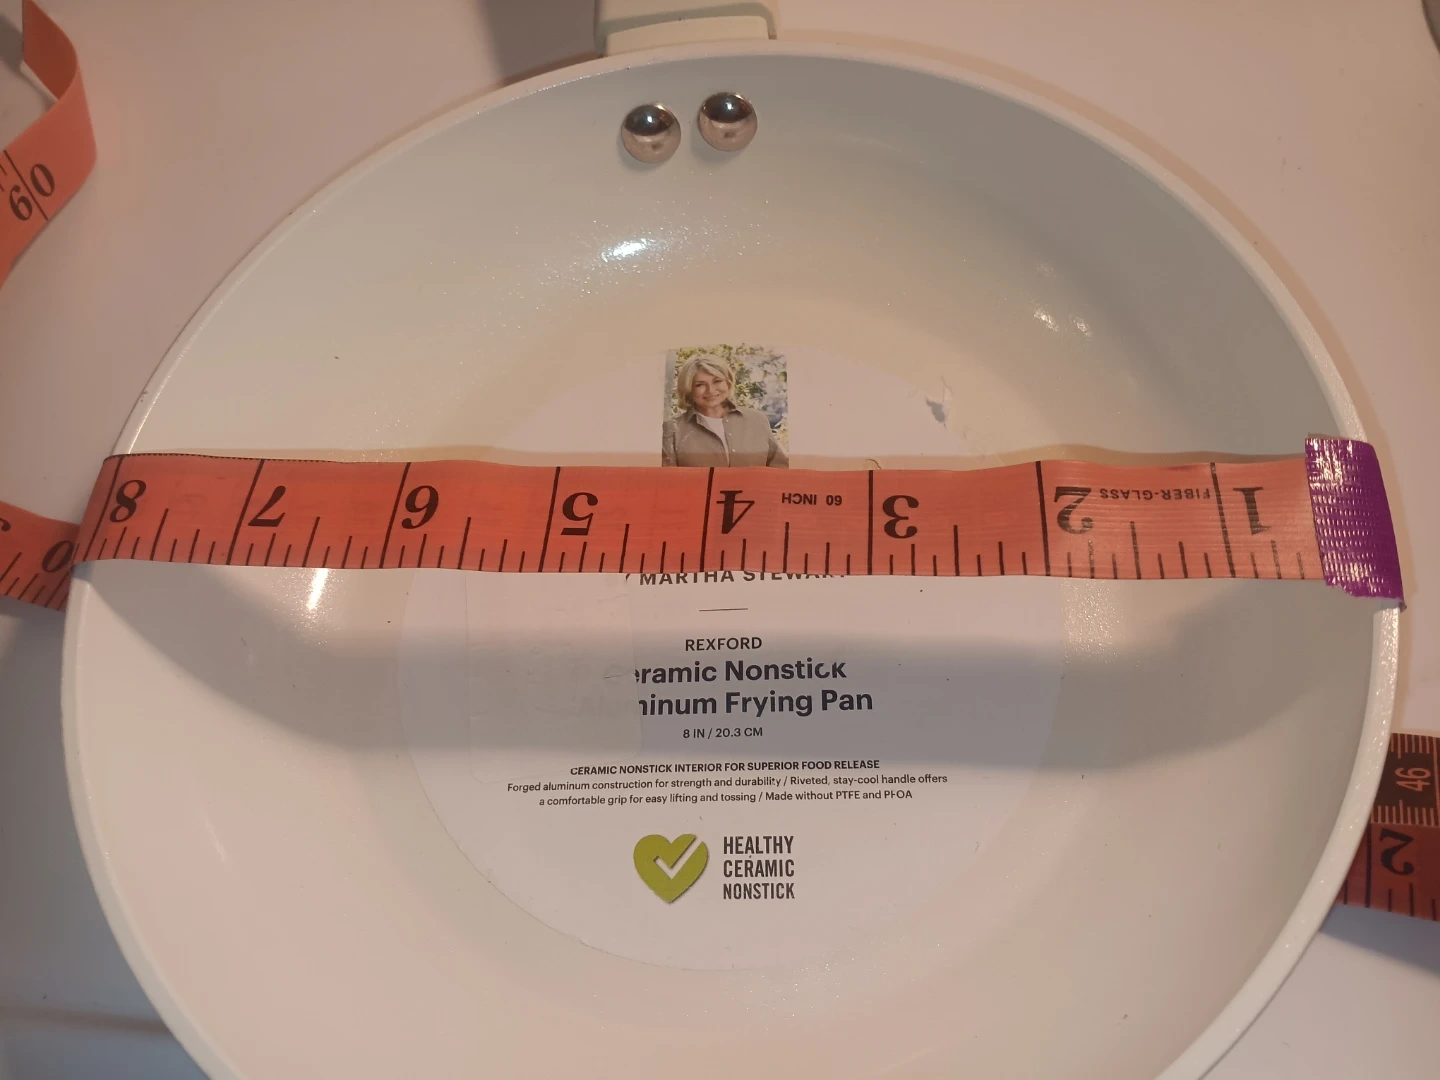 60
8 7 6 5 4 3 2 1
60 INCH
FIBER-GLASS
MARTHA STEWART
REXFORD
eramic Nonstick
minum Frying Pan
8 IN / 20.3 CM
CERAMIC NONSTICK INTERIOR FOR SUPERIOR FOOD RELEASE
Forged aluminum construction for strength and durability / Riveted, stay-cool handle offers
a comfortable grip for easy lifting and tossing / Made without PTFE and PFOA
HEALTHY
CERAMIC
NONSTICK
46
2